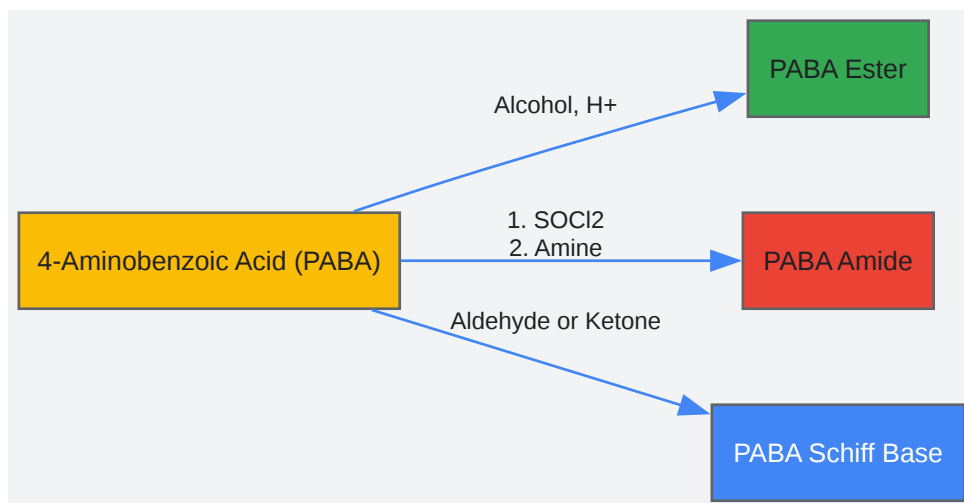 PABA Ester
Alcohol, H+
4-Aminobenzoic Acid (PABA)
1. SOCl2
2. Amine
PABA Amide
Aldehyde or Ketone
PABA Schiff Base